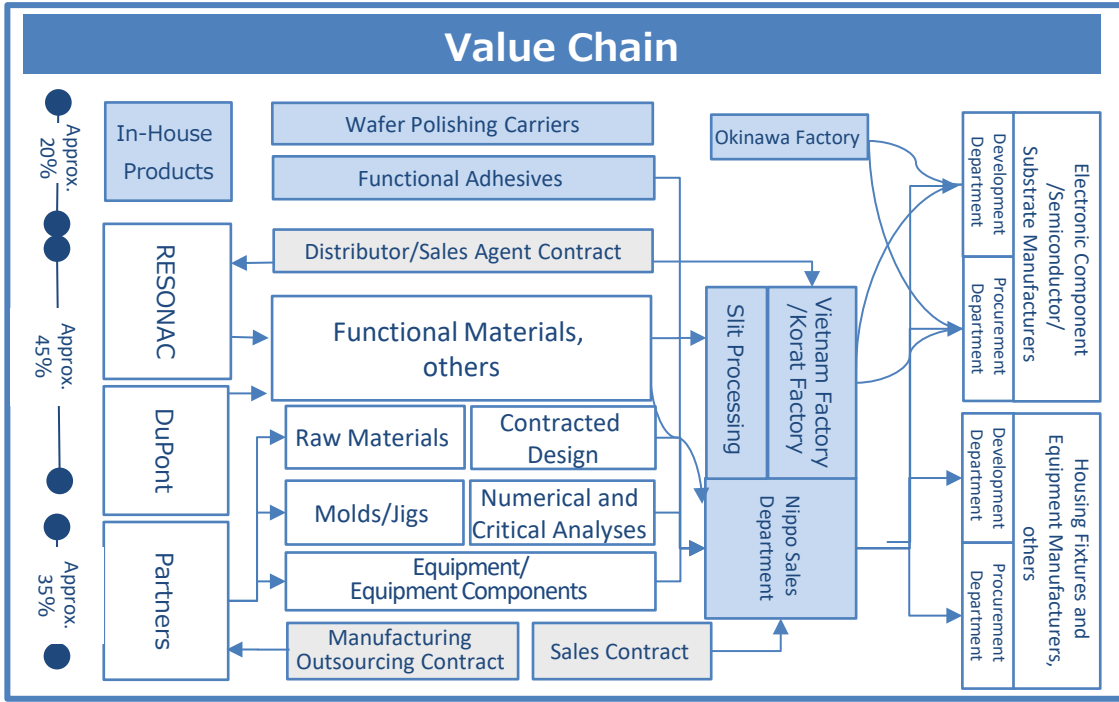 Value Chain
Approx.
20%
Approx.
45%
Approx.
35%
In-House
Products
RESONAC
DuPont
Partners
Wafer Polishing Carriers
Functional Adhesives
Distributor/Sales Agent Contract
Functional Materials,
others
Raw Materials
Contracted
Design
Molds/Jigs
Numerical and
Critical Analyses
Equipment/
Equipment Components
Manufacturing
Outsourcing Contract
Sales Contract
Okinawa Factory
Slit Processing
Vietnam Factory
/Korat Factory
Nippo Sales
Department
Development
Department
Procurement
Department
Electronic Component
/Semiconductor/
Substrate Manufacturers
Development
Department
Procurement
Department
Housing Fixtures and
Equipment Manufacturers,
others